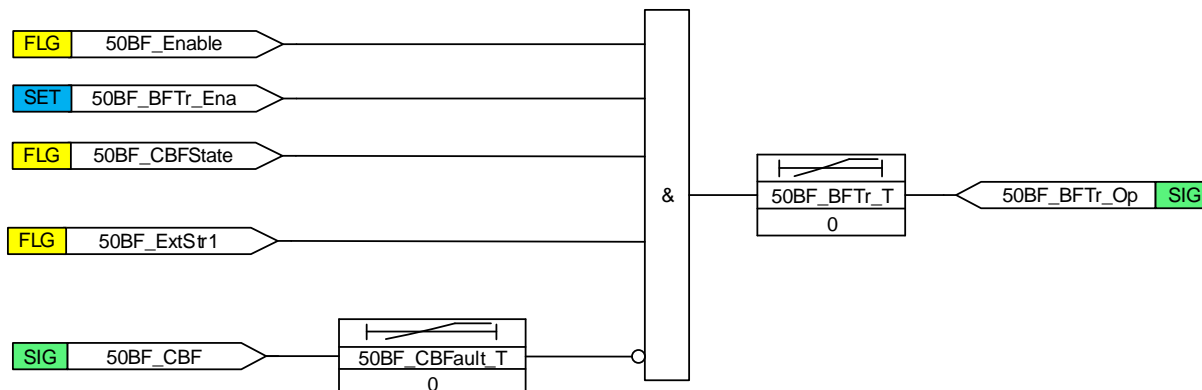 FLG 50BF_Enable
SET 50BF_BFTr_Ena
FLG 50BF_CBFState
FLG 50BF_ExtStr1
SIG 50BF_CBF
50BF_CBFault_T
0
&
50BF_BFTr_T
0
50BF_BFTr_Op SIG